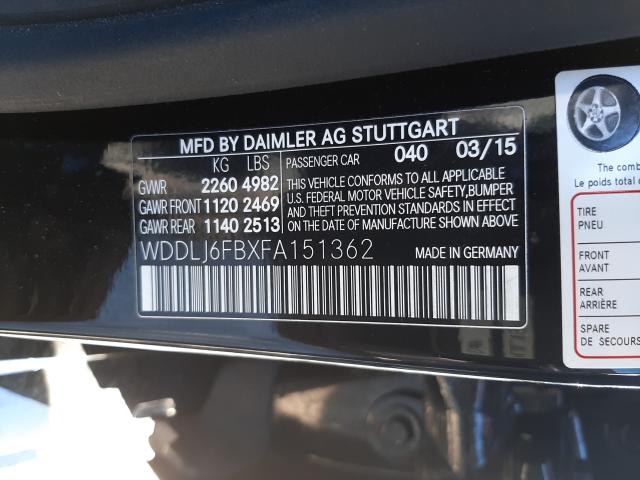 MFD BY DAIMLER AG STUTTGART
KG LBS PASSENGER CAR 040 03/15
GVWR 2260 4982 THIS VEHICLE CONFORMS TO ALL APPLICABLE
GAWR FRONT 1120 2469 U.S. FEDERAL MOTOR VEHICLE SAFETY,BUMPER
GAWR REAR 1140 2513 AND THEFT PREVENTION STANDARDS IN EFFECT
ON THE DATE OF MANUFACTURE SHOWN ABOVE.
WDDLJ6FBXFA151362 MADE IN GERMANY
The comb
Le poids total
TIRE
PNEU
FRONT
AVANT
REAR
ARRIÈRE
SPARE
DE SECOURS